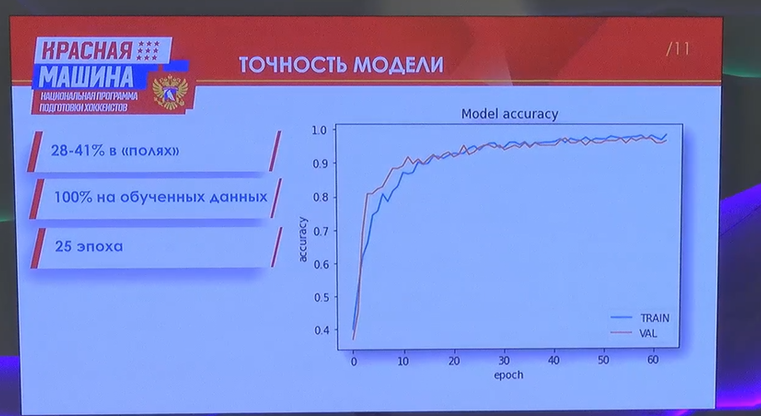 КРАСНАЯ
МАШИНА
НАЦИОНАЛЬНАЯ ПРОГРАММА
ПОДГОТОВКИ ХОККЕИСТОВ
ТОЧНОСТЬ МОДЕЛИ
/11
28-41% в «полях»
100% на обученных данных
25 эпоха
Model accuracy
accuracy
1.0
0.9
0.8
0.7
0.6
0.5
0.4
TRAIN
VAL
0 10 20 30 40 50 60
epoch